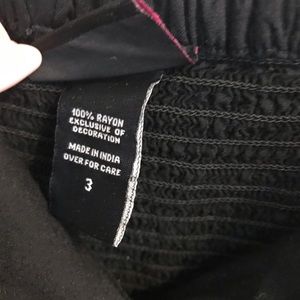 100% RAYON
EXCLUSIVE OF
DECORATION
MADE IN INDIA
OVER FOR CARE
3